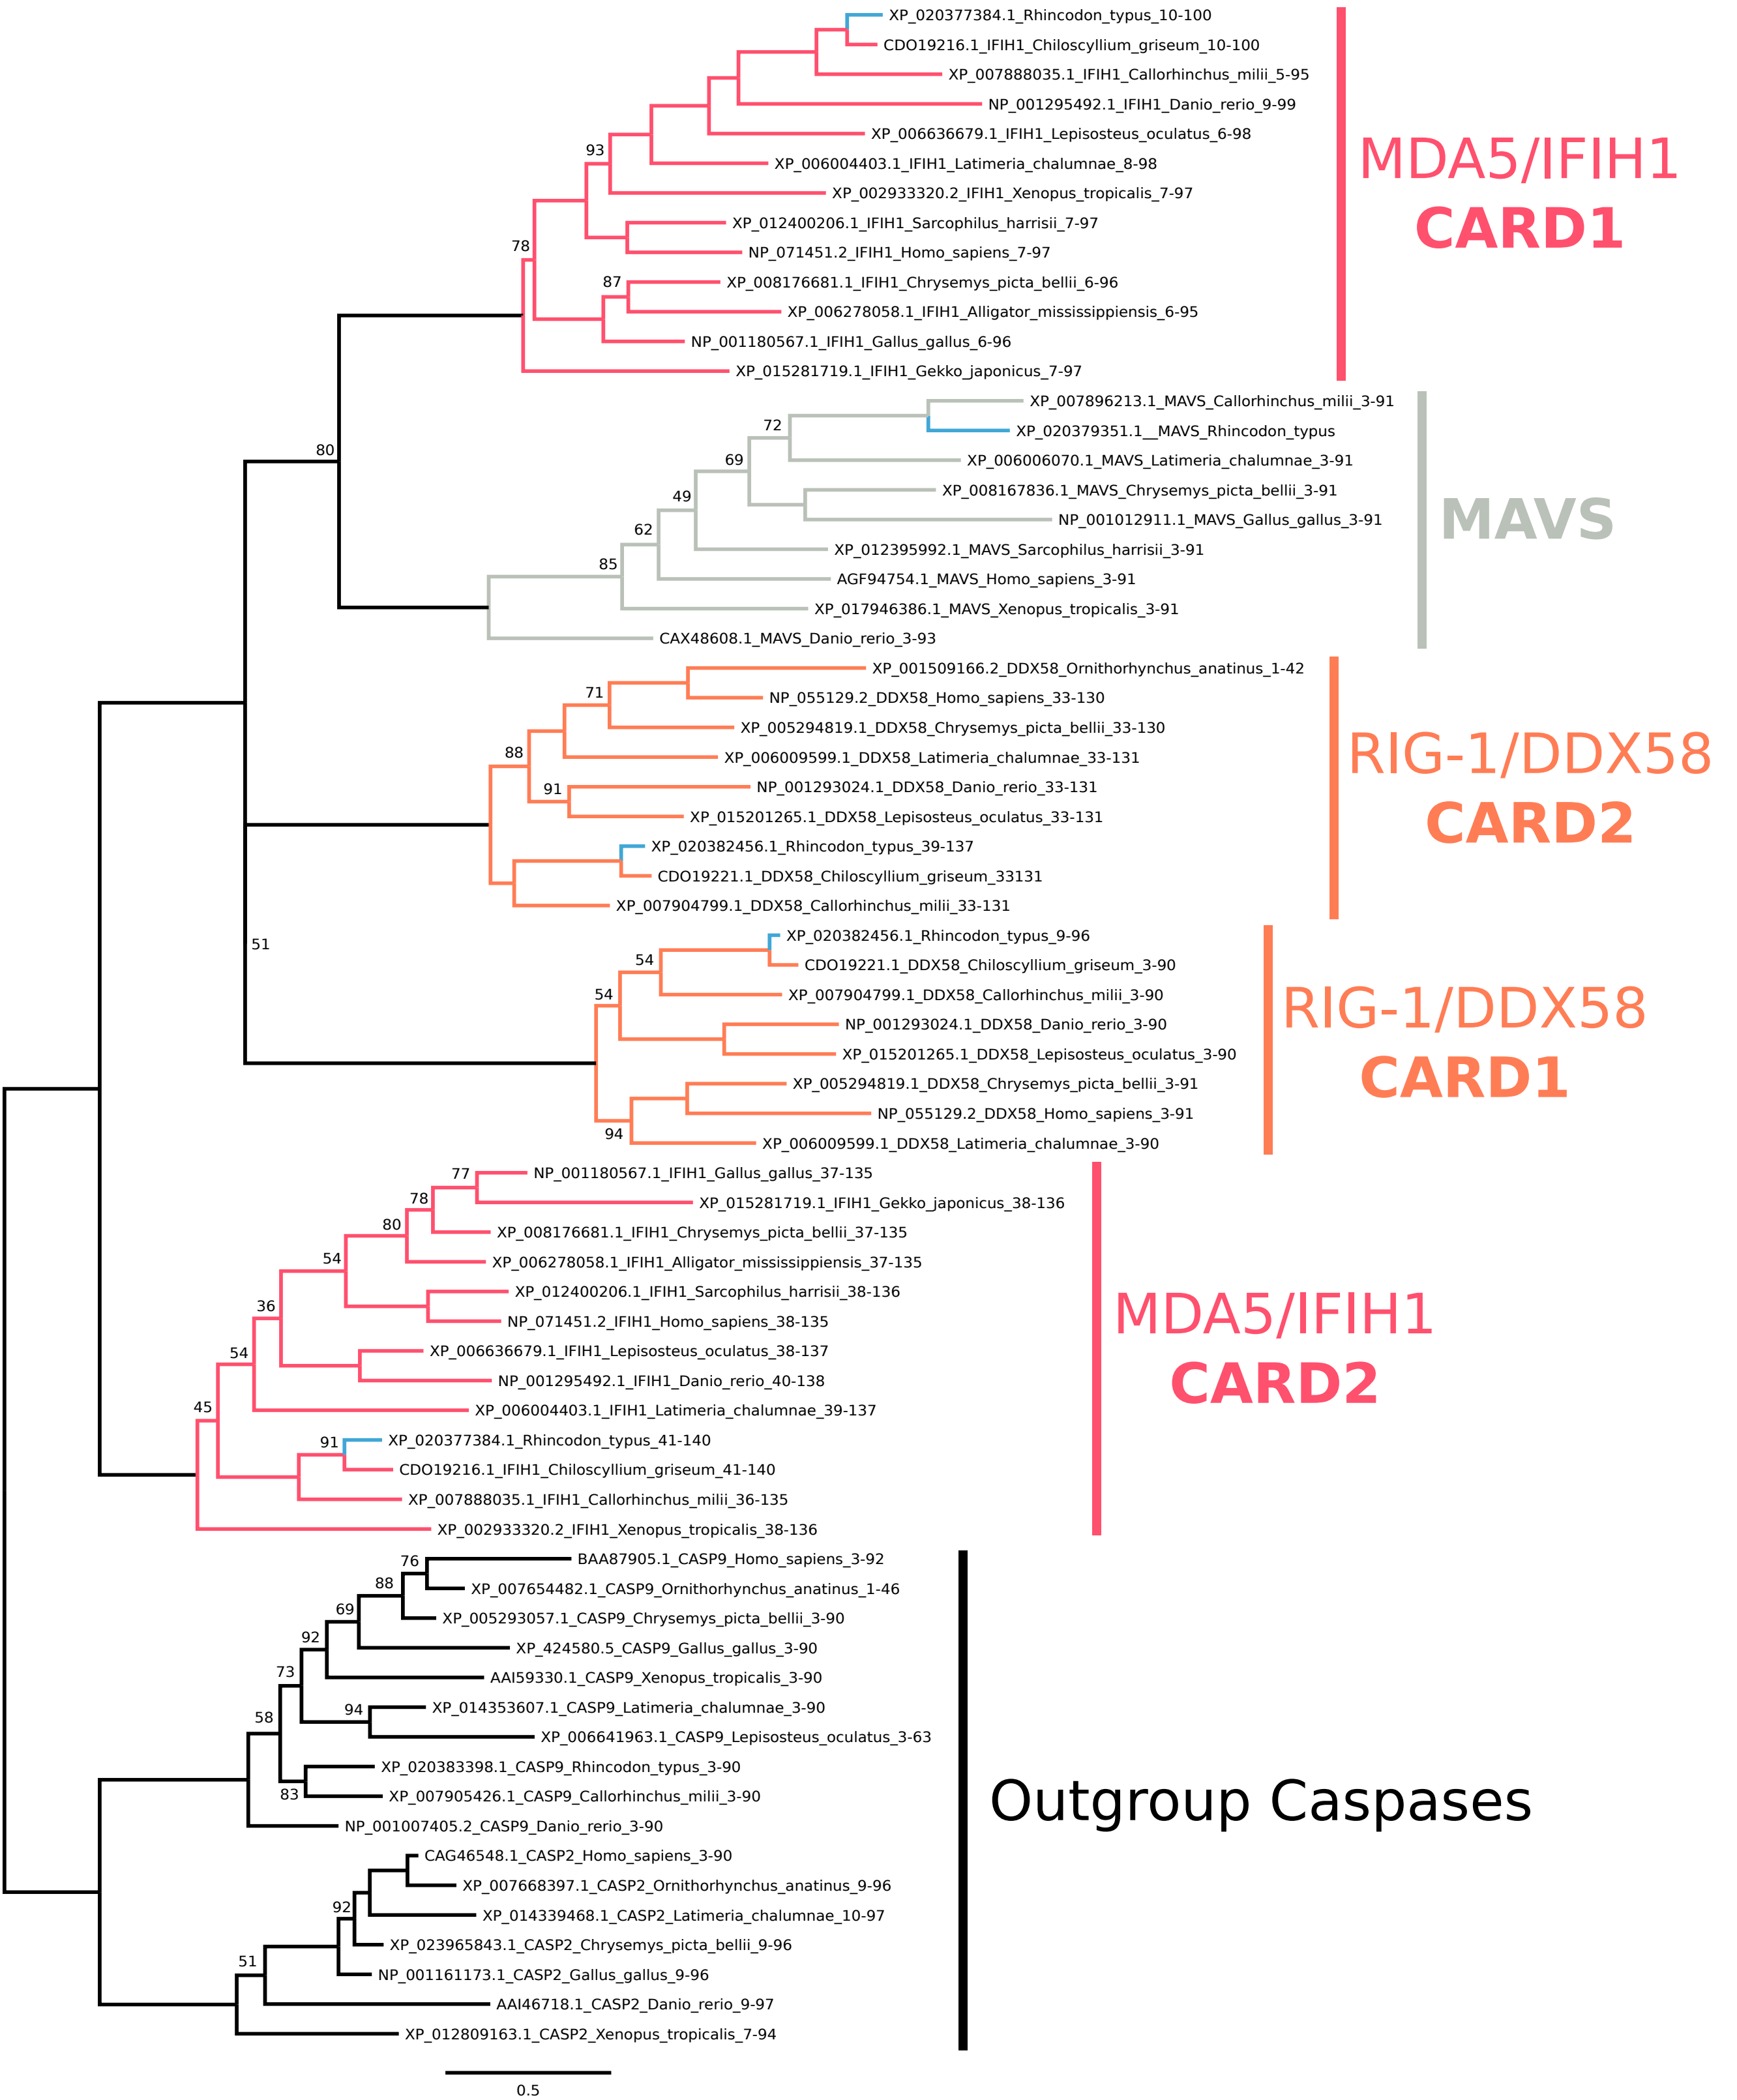 XP_020377384.1_Rhincodon_typus_10-100
CDO19216.1_IFIH1_Chiloscyllium_griseum_10-100
XP_007888035.1_IFIH1_Callorhinchus_milii_5-95
NP_001295492.1_IFIH1_Danio_rerio_9-99
XP_006636679.1_IFIH1_Lepisosteus_oculatus_6-98
93
XP_006004403.1_IFIH1_Latimeria_chalumnae_8-98
XP_002933320.2_IFIH1_Xenopus_tropicalis_7-97
XP_012400206.1_IFIH1_Sarcophilus_harrisii_7-97
78
NP_071451.2_IFIH1_Homo_sapiens_7-97
87
XP_008176681.1_IFIH1_Chrysemys_picta_bellii_6-96
XP_006278058.1_IFIH1_Alligator_mississippiensis_6-95
NP_001180567.1_IFIH1_Gallus_gallus_6-96
XP_015281719.1_IFIH1_Gekko_japonicus_7-97
MDA5/IFIH1
CARD1
80
XP_007896213.1_MAVS_Callorhinchus_milii_3-91
72
XP_020379351.1__MAVS_Rhincodon_typus
69
XP_006006070.1_MAVS_Latimeria_chalumnae_3-91
49
XP_008167836.1_MAVS_Chrysemys_picta_bellii_3-91
NP_001012911.1_MAVS_Gallus_gallus_3-91
62
XP_012395992.1_MAVS_Sarcophilus_harrisii_3-91
85
AGF94754.1_MAVS_Homo_sapiens_3-91
XP_017946386.1_MAVS_Xenopus_tropicalis_3-91
CAX48608.1_MAVS_Danio_rerio_3-93
MAVS
XP_001509166.2_DDX58_Ornithorhynchus_anatinus_1-42
71
NP_055129.2_DDX58_Homo_sapiens_33-130
XP_005294819.1_DDX58_Chrysemys_picta_bellii_33-130
88
XP_006009599.1_DDX58_Latimeria_chalumnae_33-131
91
NP_001293024.1_DDX58_Danio_rerio_33-131
XP_015201265.1_DDX58_Lepisosteus_oculatus_33-131
XP_020382456.1_Rhincodon_typus_39-137
CDO19221.1_DDX58_Chiloscyllium_griseum_33131
XP_007904799.1_DDX58_Callorhinchus_milii_33-131
RIG-1/DDX58
CARD2
51
XP_020382456.1_Rhincodon_typus_9-96
54
CDO19221.1_DDX58_Chiloscyllium_griseum_3-90
54
XP_007904799.1_DDX58_Callorhinchus_milii_3-90
NP_001293024.1_DDX58_Danio_rerio_3-90
XP_015201265.1_DDX58_Lepisosteus_oculatus_3-90
XP_005294819.1_DDX58_Chrysemys_picta_bellii_3-91
NP_055129.2_DDX58_Homo_sapiens_3-91
94
XP_006009599.1_DDX58_Latimeria_chalumnae_3-90
RIG-1/DDX58
CARD1
77
NP_001180567.1_IFIH1_Gallus_gallus_37-135
78
XP_015281719.1_IFIH1_Gekko_japonicus_38-136
80
XP_008176681.1_IFIH1_Chrysemys_picta_bellii_37-135
54
XP_006278058.1_IFIH1_Alligator_mississippiensis_37-135
36
XP_012400206.1_IFIH1_Sarcophilus_harrisii_38-136
NP_071451.2_IFIH1_Homo_sapiens_38-135
54
XP_006636679.1_IFIH1_Lepisosteus_oculatus_38-137
NP_001295492.1_IFIH1_Danio_rerio_40-138
45
XP_006004403.1_IFIH1_Latimeria_chalumnae_39-137
91
XP_020377384.1_Rhincodon_typus_41-140
CDO19216.1_IFIH1_Chiloscyllium_griseum_41-140
XP_007888035.1_IFIH1_Callorhinchus_milii_36-135
XP_002933320.2_IFIH1_Xenopus_tropicalis_38-136
MDA5/IFIH1
CARD2
76
BAA87905.1_CASP9_Homo_sapiens_3-92
88
XP_007654482.1_CASP9_Ornithorhynchus_anatinus_1-46
69
XP_005293057.1_CASP9_Chrysemys_picta_bellii_3-90
92
XP_424580.5_CASP9_Gallus_gallus_3-90
73
AAI59330.1_CASP9_Xenopus_tropicalis_3-90
58
94
XP_014353607.1_CASP9_Latimeria_chalumnae_3-90
XP_006641963.1_CASP9_Lepisosteus_oculatus_3-63
XP_020383398.1_CASP9_Rhincodon_typus_3-90
83
XP_007905426.1_CASP9_Callorhinchus_milii_3-90
NP_001007405.2_CASP9_Danio_rerio_3-90
CAG46548.1_CASP2_Homo_sapiens_3-90
XP_007668397.1_CASP2_Ornithorhynchus_anatinus_9-96
92
XP_014339468.1_CASP2_Latimeria_chalumnae_10-97
XP_023965843.1_CASP2_Chrysemys_picta_bellii_9-96
51
NP_001161173.1_CASP2_Gallus_gallus_9-96
AAI46718.1_CASP2_Danio_rerio_9-97
XP_012809163.1_CASP2_Xenopus_tropicalis_7-94
Outgroup Caspases
0.5